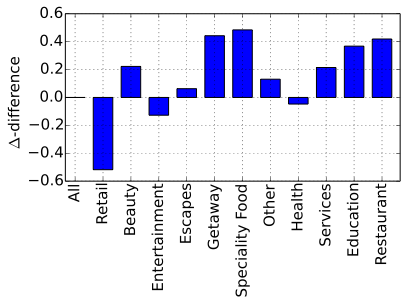 0.6
0.4
0.2
0.0
−0.2
−0.4
−0.6
Δ-difference
All
Retail
Beauty
Entertainment
Escapes
Getaway
Speciality Food
Other
Health
Services
Education
Restaurant